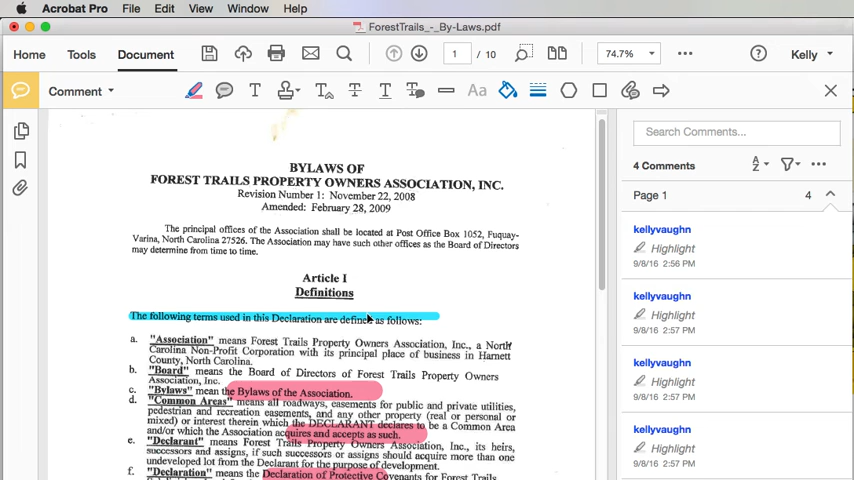 Acrobat Pro File Edit View Window Help
ForestTrails_-_By-Laws.pdf
Home Tools Document 1 / 10 74.7% Kelly
Comment T T T T Aa
Search Comments...
4 Comments
Page 1 4
kellyvaughn
Highlight
9/8/16 2:56 PM
kellyvaughn
Highlight
9/8/16 2:57 PM
kellyvaughn
Highlight
9/8/16 2:57 PM
kellyvaughn
Highlight
9/8/16 2:57 PM
BYLAWS OF
FOREST TRAILS PROPERTY OWNERS ASSOCIATION, INC.
Revision Number 1: November 22, 2008
Amended: February 28, 2009
The principal offices of the Association shall be located at Post Office Box 1052, Fuquay-
Varina, North Carolina 27526. The Association may have such other offices as the Board of Directors
may determine from time to time.
Article I
Definitions
The following terms used in this Declaration are defined as follows:
a. "Association" means Forest Trails Property Owners Association, Inc., a North
Carolina Non-Profit Corporation with its principal place of business in Harnett
County, North Carolina.
b. "Board" means the Board of Directors of Forest Trails Property Owners
Association, Inc.
c. "Bylaws" mean the Bylaws of the Association.
d. "Common Areas" means all roadways, easements for public and private utilities,
pedestrian and recreation easements, and any other property (real or personal or
mixed) or interest therein which the DECLARANT declares to be a Common Area
and/or which the Association acquires and accepts as such.
e. "Declarant" means Forest Trails Property Owners Association, Inc., its heirs,
successors and assigns, if such successors or assigns should acquire more than one
undeveloped lot from the Declarant for the purpose of development.
f. "Declaration" means the Declaration of Protective Covenants for Forest Trails